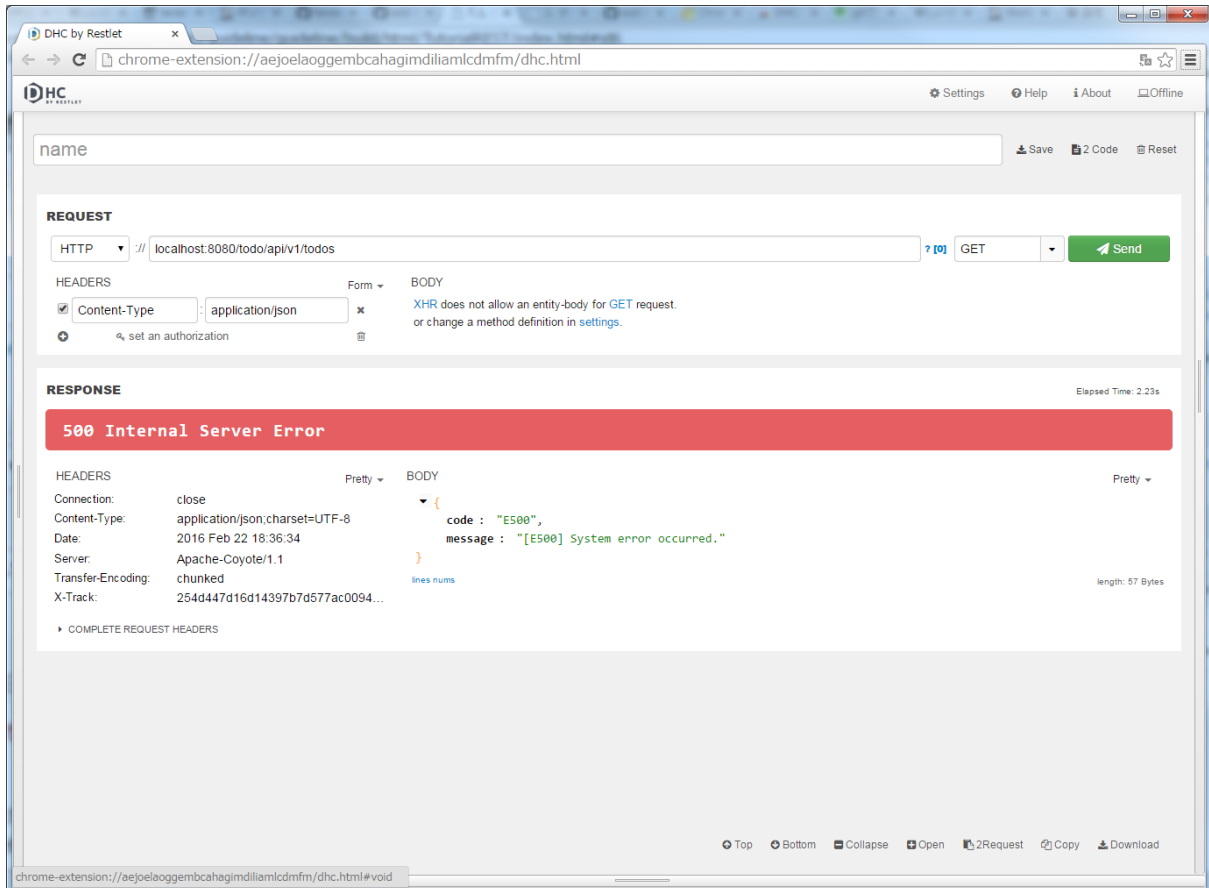 DHC by Restlet
chrome-extension://aejoelaoggembcahagimdiliamlcdmfm/dhc.html
DHC
BY RESTLET
Settings Help About Offline
name
Save 2 Code Reset
REQUEST
HTTP :// localhost:8080/todo/api/v1/todos ? [0] GET Send
HEADERS Form BODY
Content-Type : application/json
XHR does not allow an entity-body for GET request.
or change a method definition in settings.
set an authorization
RESPONSE Elapsed Time: 2.23s
500 Internal Server Error
HEADERS Pretty BODY Pretty
Connection: close
Content-Type: application/json;charset=UTF-8
Date: 2016 Feb 22 18:36:34
Server: Apache-Coyote/1.1
Transfer-Encoding: chunked
X-Track: 254d447d16d14397b7d577ac0094...
{
code : "E500",
message : "[E500] System error occurred."
}
lines nums length: 57 Bytes
COMPLETE REQUEST HEADERS
Top Bottom Collapse Open 2Request Copy Download
chrome-extension://aejoelaoggembcahagimdiliamlcdmfm/dhc.html#void